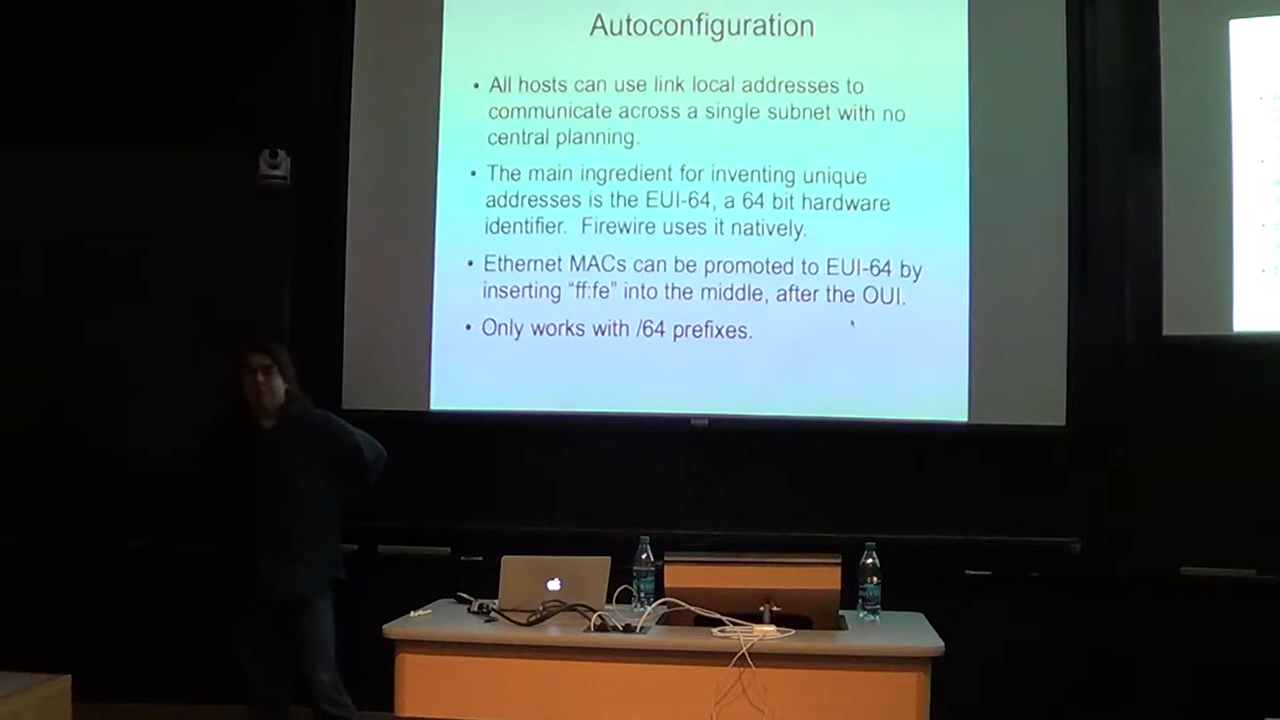 Autoconfiguration
• All hosts can use link local addresses to
communicate across a single subnet with no
central planning.
• The main ingredient for inventing unique
addresses is the EUI-64, a 64 bit hardware
identifier. Firewire uses it natively.
• Ethernet MACs can be promoted to EUI-64 by
inserting “ff:fe” into the middle, after the OUI.
• Only works with /64 prefixes.